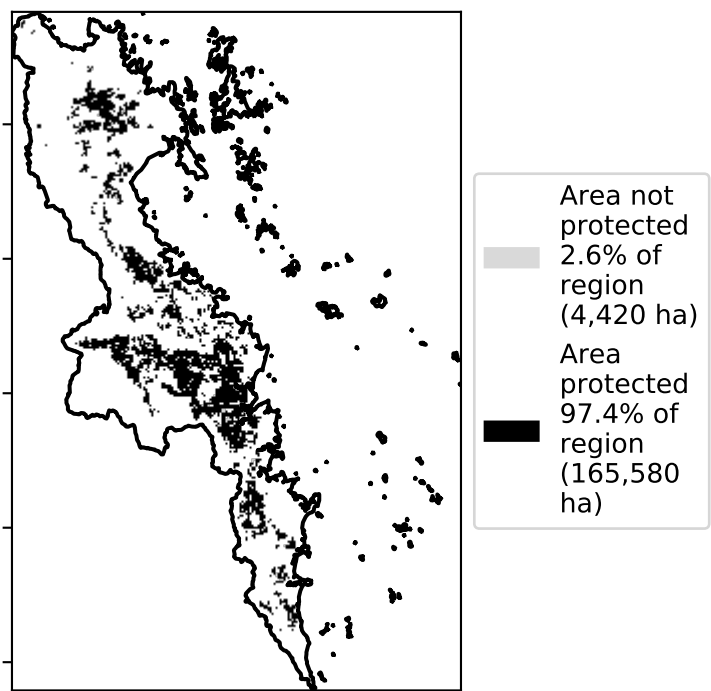 Area not
protected
2.6% of
region
(4,420 ha)
Area
protected
97.4% of
region
(165,580
ha)